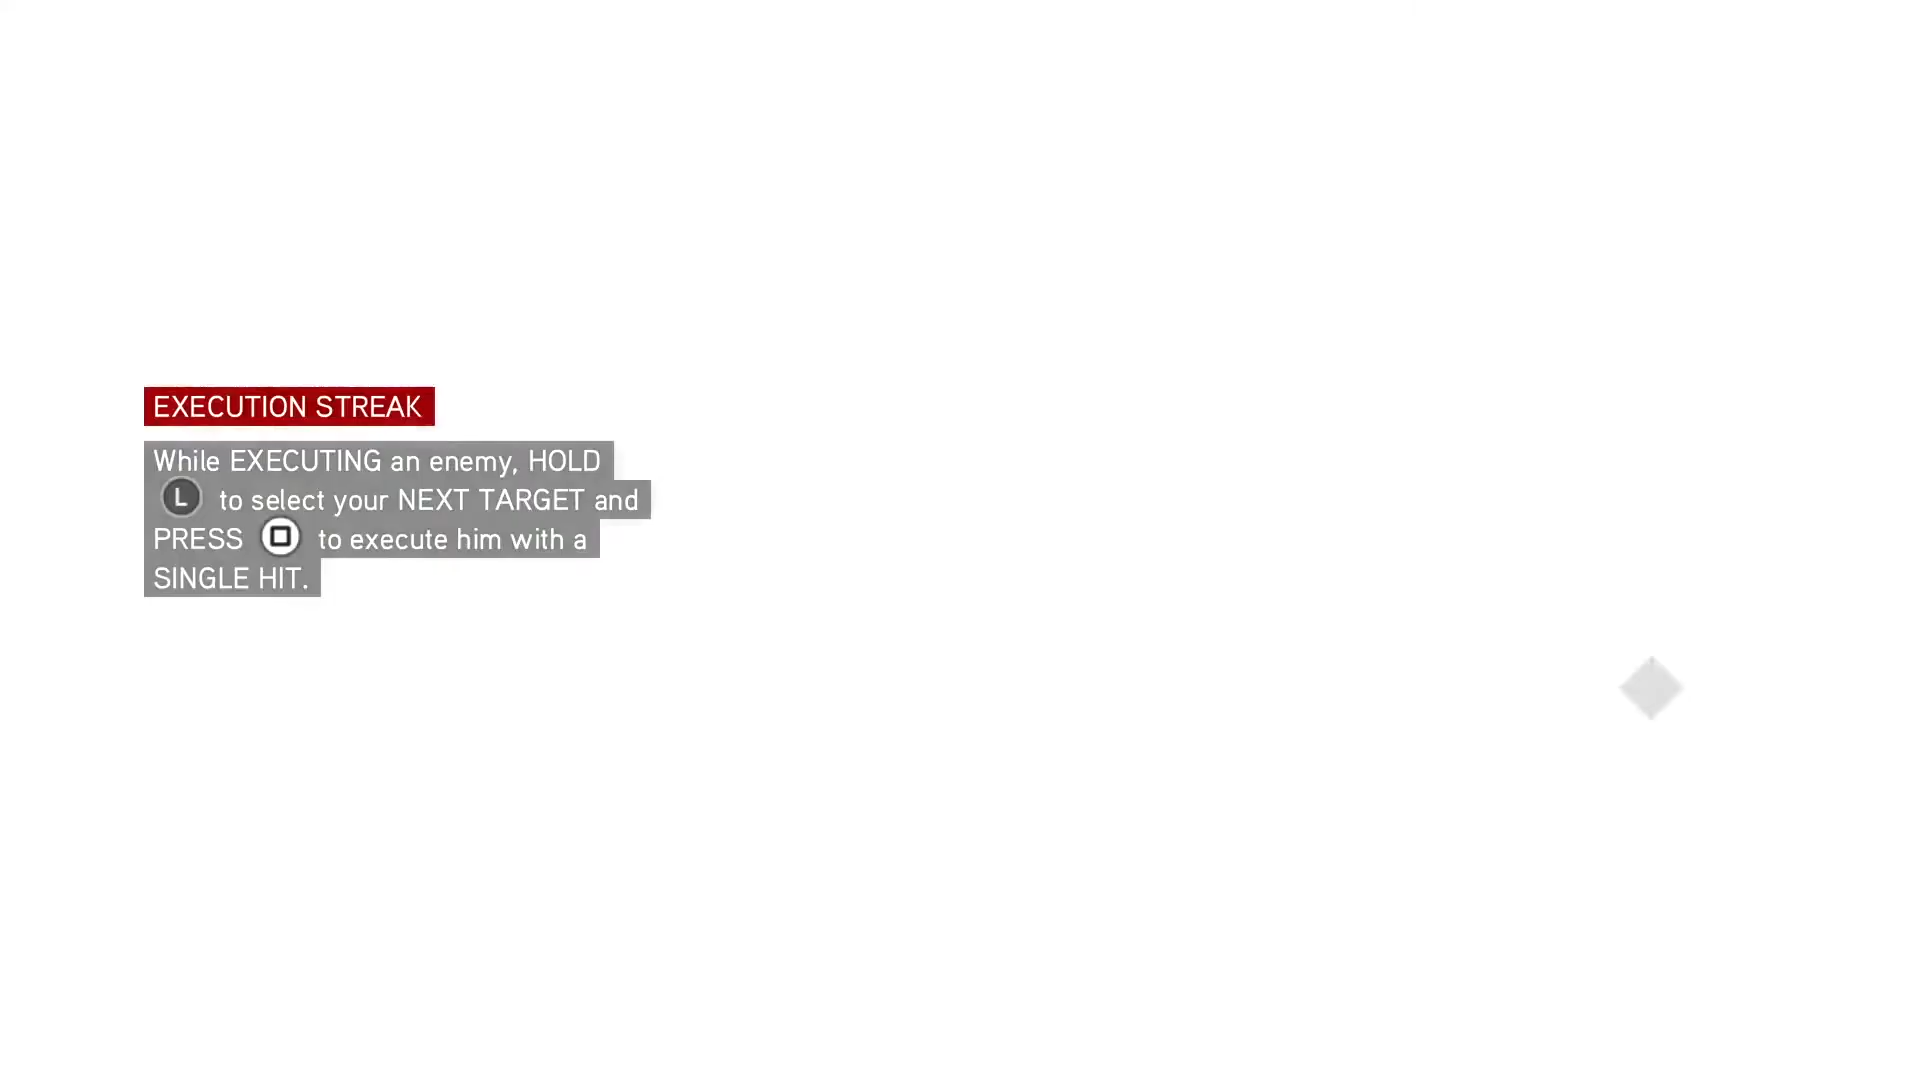 EXECUTION STREAK
While EXECUTING an enemy, HOLD
L to select your NEXT TARGET and
PRESS to execute him with a
SINGLE HIT.